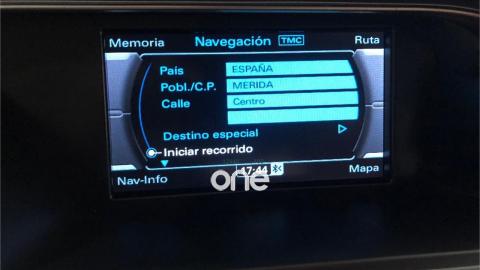 Memoria Navegación TMC Ruta
País ESPAÑA
Pobl./C.P. MERIDA
Calle Centro
Destino especial
Iniciar recorrido
17:44
one
Nav-Info Mapa